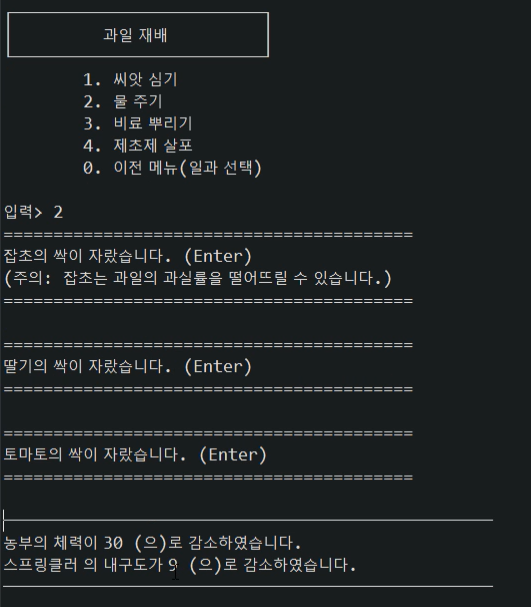 과일 재배
1. 씨앗 심기
2. 물 주기
3. 비료 뿌리기
4. 제초제 살포
0. 이전 메뉴(일과 선택)
입력> 2
=========================================
잡초의 싹이 자랐습니다. (Enter)
(주의: 잡초는 과일의 과실률을 떨어뜨릴 수 있습니다.)
=========================================
=========================================
딸기의 싹이 자랐습니다. (Enter)
=========================================
=========================================
토마토의 싹이 자랐습니다. (Enter)
=========================================
농부의 체력이 30 (으)로 감소하였습니다.
스프링클러 의 내구도가 9 (으)로 감소하였습니다.